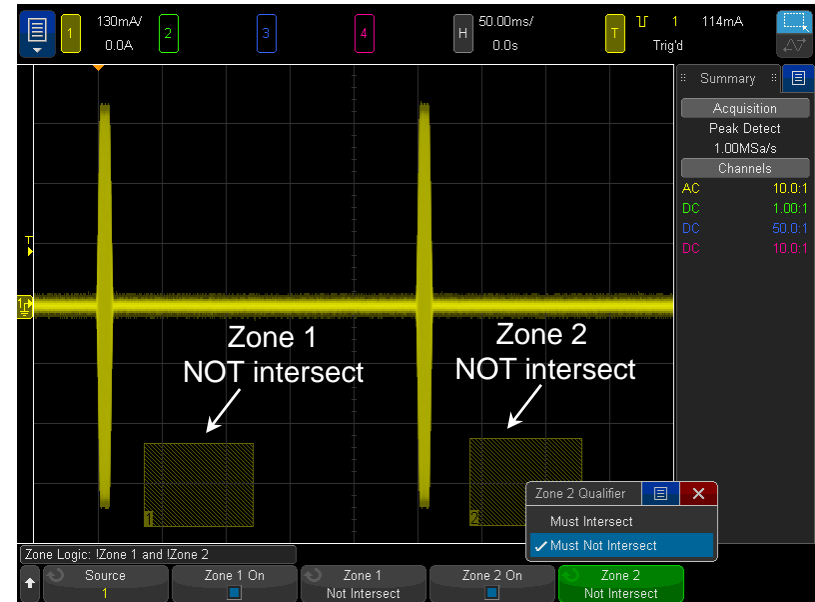 1
130mA/
0.0A
2
3
4
H
50.00ms/
0.0s
T
1
114mA
Trig'd
Summary
Acquisition
Peak Detect
1.00MSa/s
Channels
AC 10.0:1
DC 1.00:1
DC 50.0:1
DC 10.0:1
T
1
Zone 1
NOT intersect
Zone 2
NOT intersect
1
2
Zone 2 Qualifier
Must Intersect
Must Not Intersect
Zone Logic: !Zone 1 and !Zone 2
Source
1
Zone 1 On
Zone 1
Not Intersect
Zone 2 On
Zone 2
Not Intersect